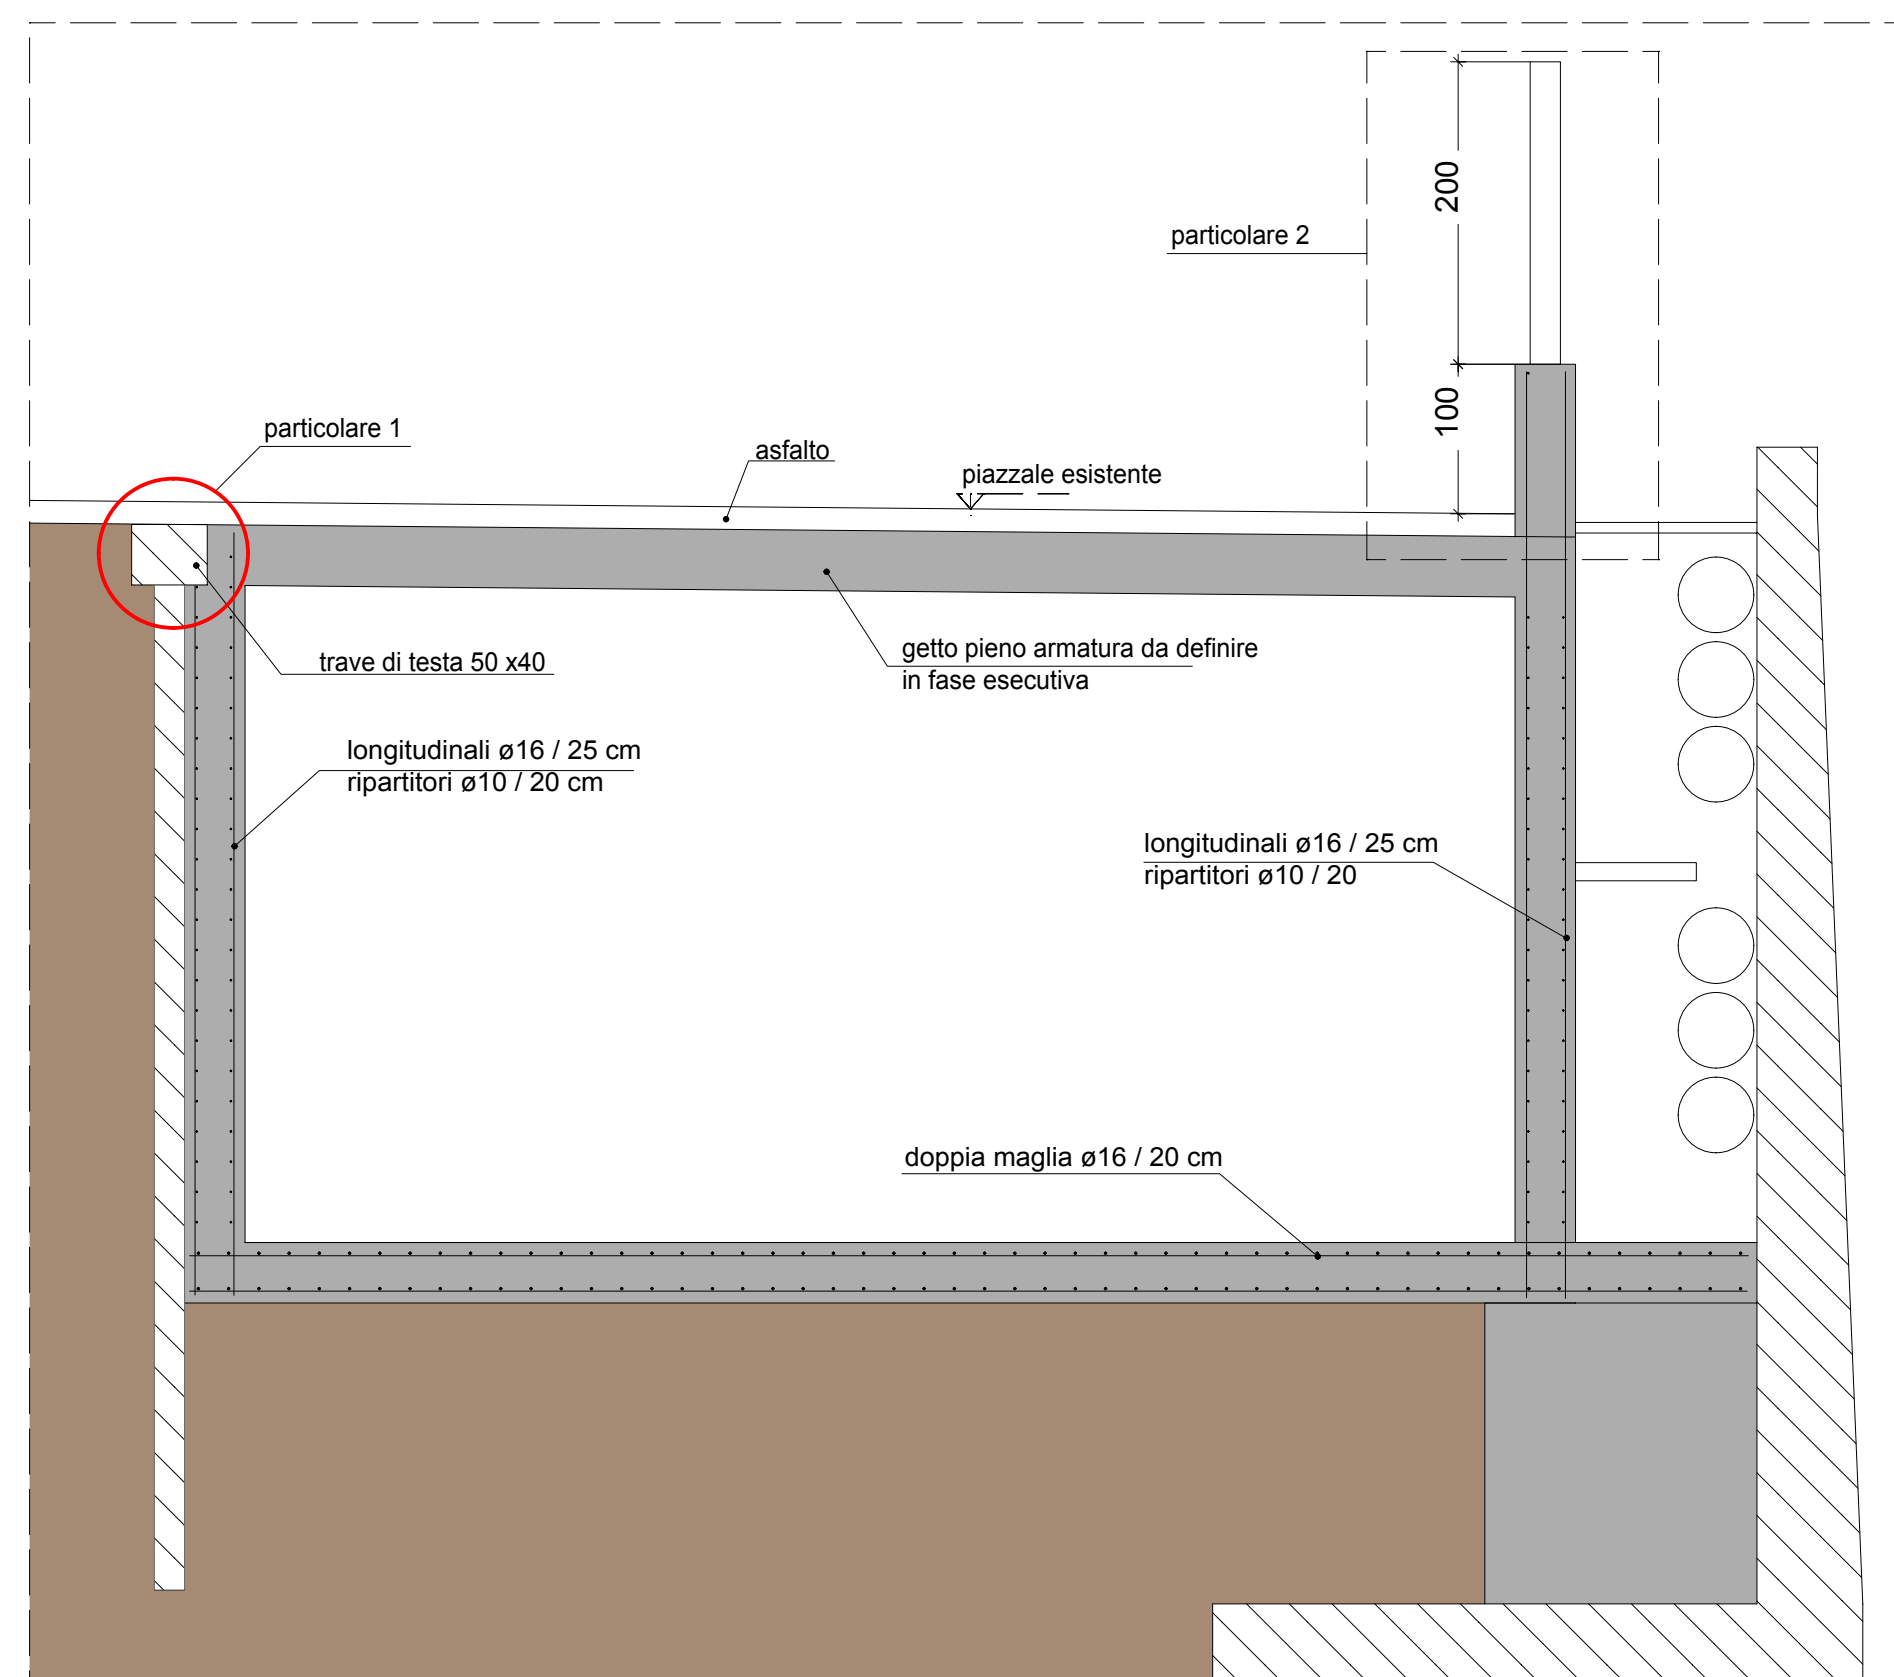 200
particolare 2
100
particolare 1
asfalto
piazzale esistente
getto pieno armatura da definire
in fase esecutiva
trave di testa 50 x40
longitudinali ø16 / 25 cm
ripartitori ø10 / 20 cm
longitudinali ø16 / 25 cm
ripartitori ø10 / 20
doppia maglia ø16 / 20 cm